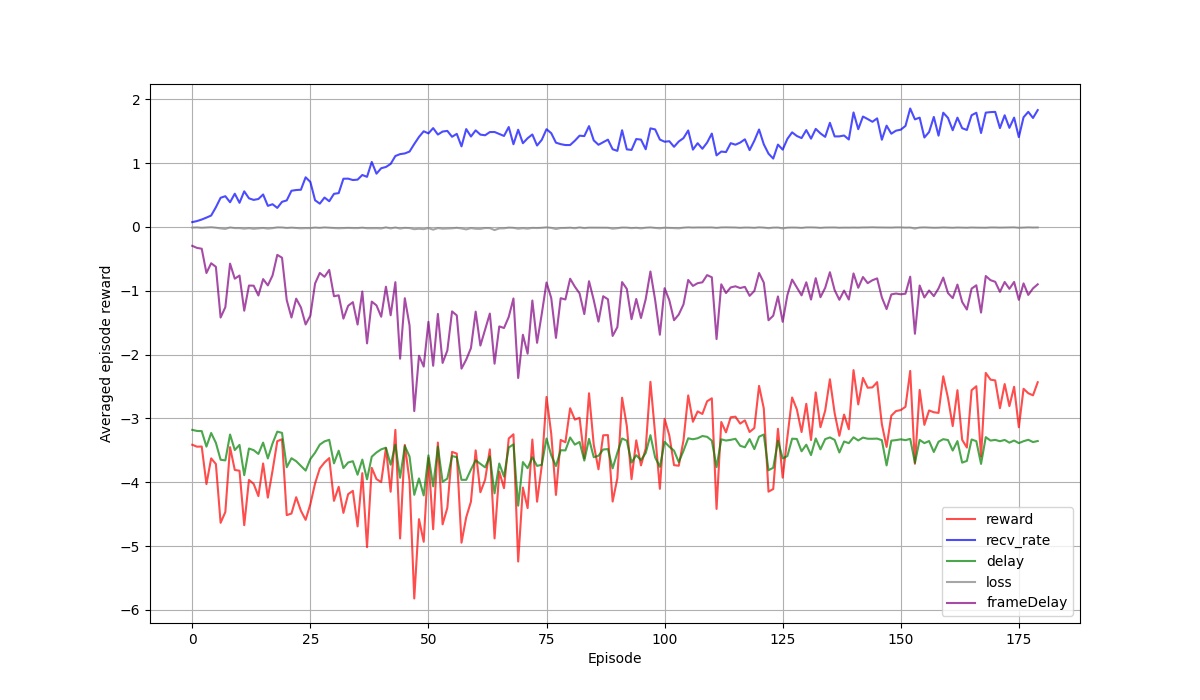 2
1
0
−1
−2
−3
−4
−5
−6
Averaged episode reward
0 25 50 75 100 125 150 175
Episode
reward
recv_rate
delay
loss
frameDelay